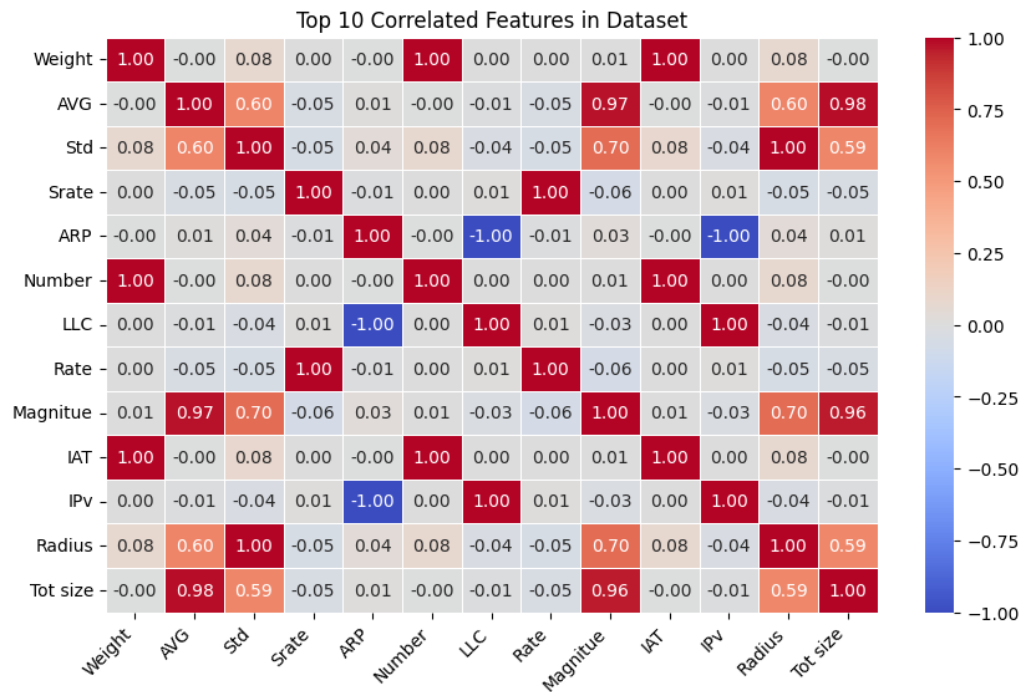 Top 10 Correlated Features in Dataset
Weight 1.00 -0.00 0.08 0.00 -0.00 1.00 0.00 0.00 0.01 1.00 0.00 0.08 -0.00
AVG -0.00 1.00 0.60 -0.05 0.01 -0.00 -0.01 -0.05 0.97 -0.00 -0.01 0.60 0.98
Std 0.08 0.60 1.00 -0.05 0.04 0.08 -0.04 -0.05 0.70 0.08 -0.04 1.00 0.59
Srate 0.00 -0.05 -0.05 1.00 -0.01 0.00 0.01 1.00 -0.06 0.00 0.01 -0.05 -0.05
ARP -0.00 0.01 0.04 -0.01 1.00 -0.00 -1.00 -0.01 0.03 -0.00 -1.00 0.04 0.01
Number 1.00 -0.00 0.08 0.00 -0.00 1.00 0.00 0.00 0.01 1.00 0.00 0.08 -0.00
LLC 0.00 -0.01 -0.04 0.01 -1.00 0.00 1.00 0.01 -0.03 0.00 1.00 -0.04 -0.01
Rate 0.00 -0.05 -0.05 1.00 -0.01 0.00 0.01 1.00 -0.06 0.00 0.01 -0.05 -0.05
Magnitue 0.01 0.97 0.70 -0.06 0.03 0.01 -0.03 -0.06 1.00 0.01 -0.03 0.70 0.96
IAT 1.00 -0.00 0.08 0.00 -0.00 1.00 0.00 0.00 0.01 1.00 0.00 0.08 -0.00
IPv 0.00 -0.01 -0.04 0.01 -1.00 0.00 1.00 0.01 -0.03 0.00 1.00 -0.04 -0.01
Radius 0.08 0.60 1.00 -0.05 0.04 0.08 -0.04 -0.05 0.70 0.08 -0.04 1.00 0.59
Tot size -0.00 0.98 0.59 -0.05 0.01 -0.00 -0.01 -0.05 0.96 -0.00 -0.01 0.59 1.00
Weight AVG Std Srate ARP Number LLC Rate Magnitue IAT IPv Radius Tot size
1.00
0.75
0.50
0.25
0.00
−0.25
−0.50
−0.75
−1.00